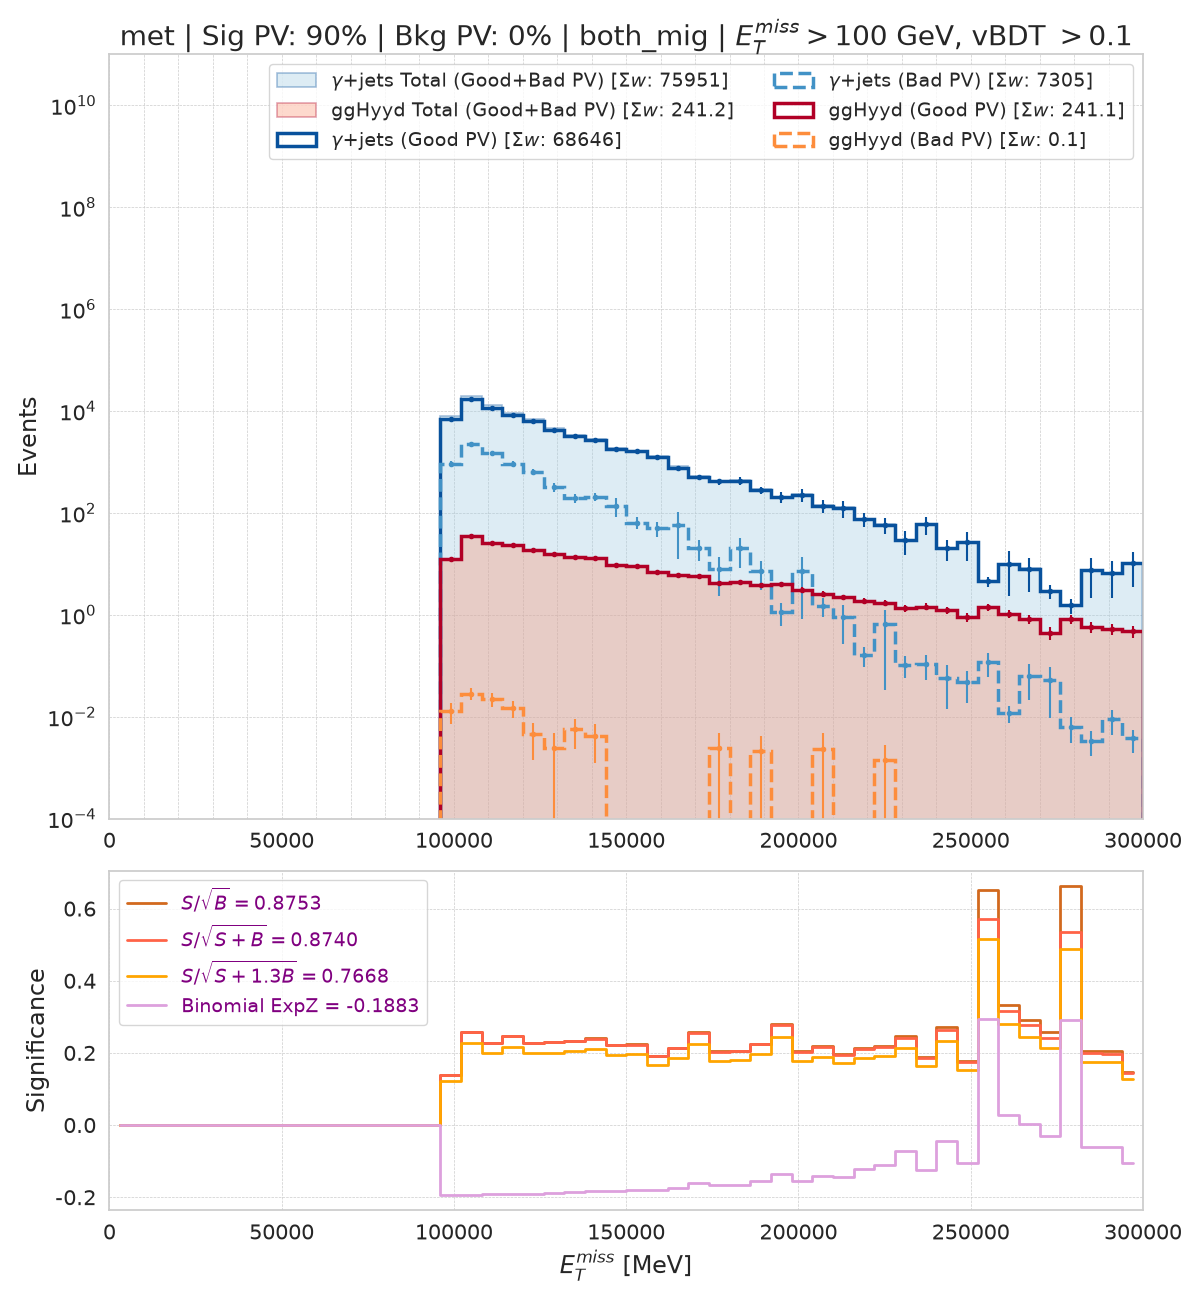 met | Sig PV: 90% | Bkg PV: 0% | both_mig | $E_T^{miss} > 100$ GeV, vBDT $> 0.1$
γ+jets Total (Good+Bad PV) [Σw: 75951]
ggHyyd Total (Good+Bad PV) [Σw: 241.2]
γ+jets (Good PV) [Σw: 68646]
γ+jets (Bad PV) [Σw: 7305]
ggHyyd (Good PV) [Σw: 241.1]
ggHyyd (Bad PV) [Σw: 0.1]
Events
$10^{10}$
$10^{8}$
$10^{6}$
$10^{4}$
$10^{2}$
$10^{0}$
$10^{-2}$
$10^{-4}$
0 50000 100000 150000 200000 250000 300000
$S/\sqrt{B} = 0.8753$
$S/\sqrt{S+B} = 0.8740$
$S/\sqrt{S+1.3B} = 0.7668$
Binomial ExpZ = -0.1883
Significance
0.6
0.4
0.2
0.0
-0.2
0 50000 100000 150000 200000 250000 300000
$E_T^{miss}$ [MeV]